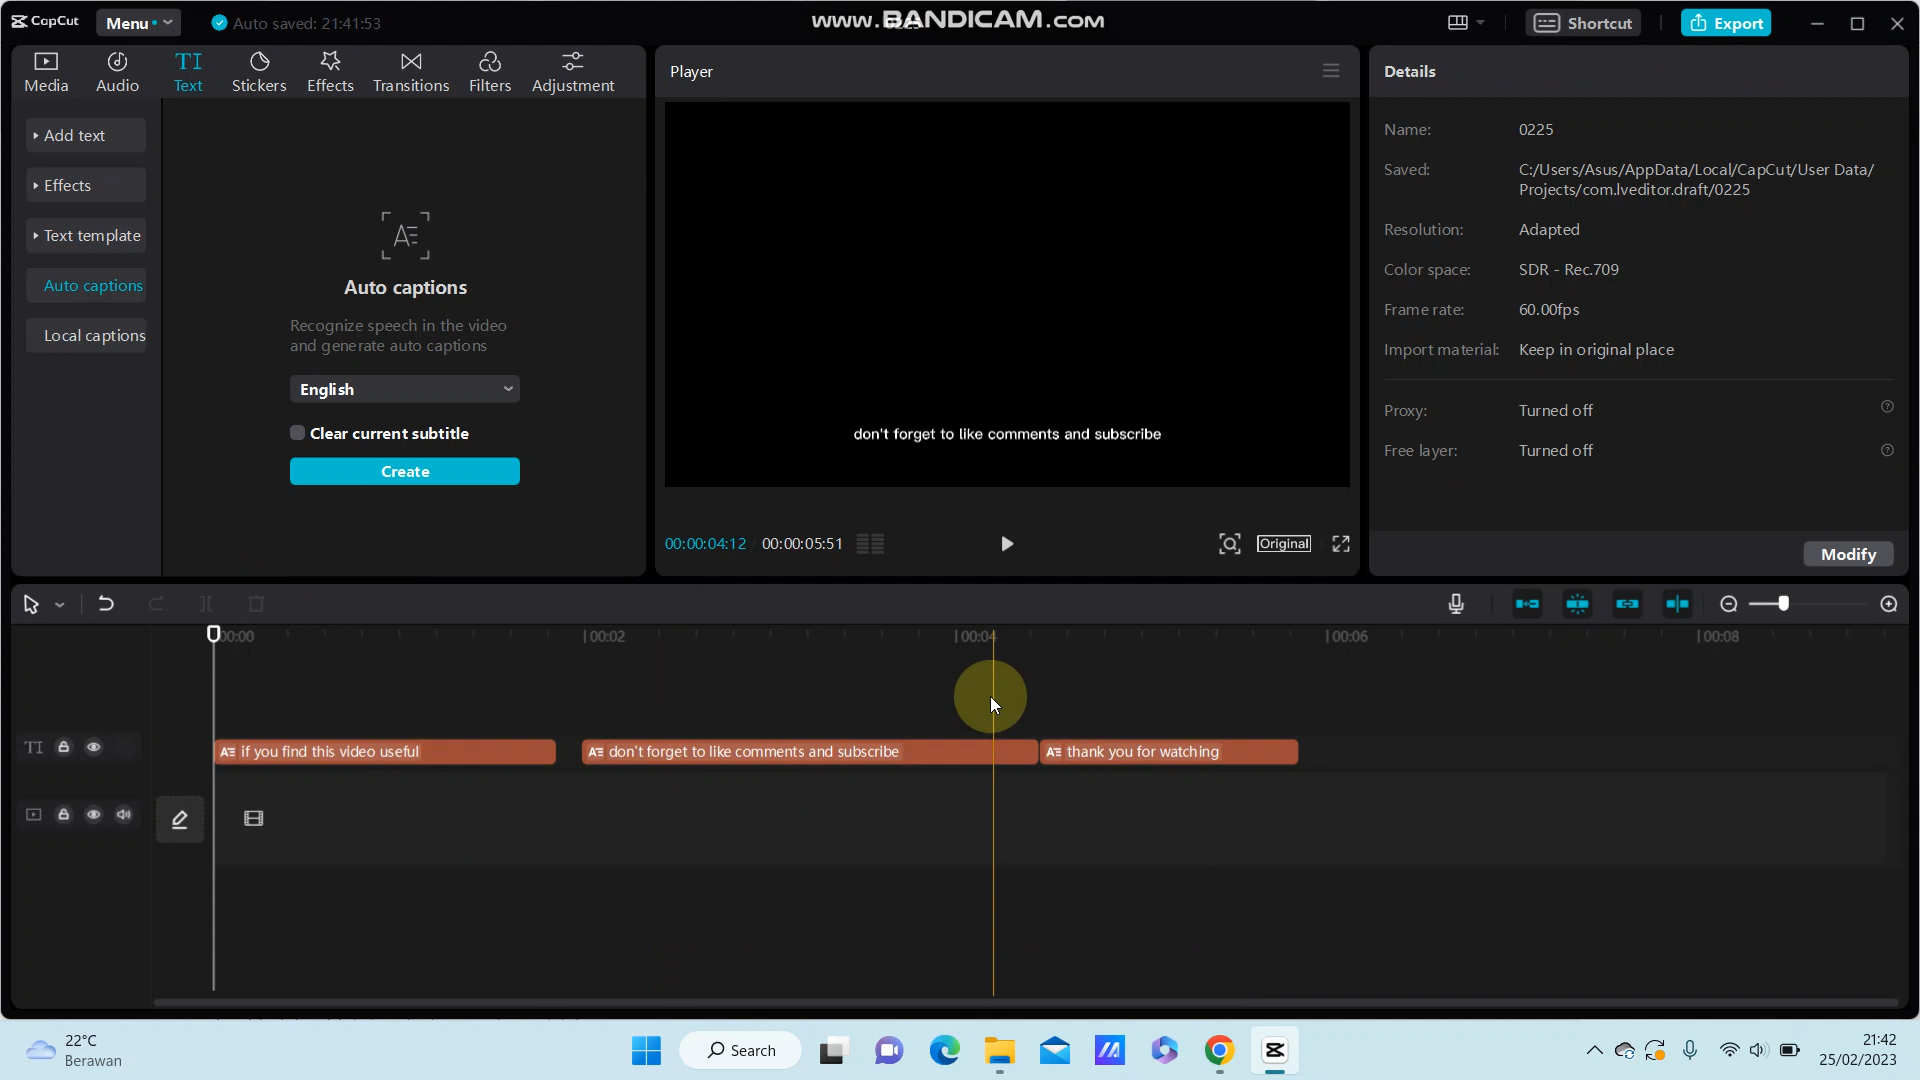 CapCut
Menu
Auto saved: 21:41:53
www.BANDICAM.com
Shortcut
Export
Media
Audio
TI
Text
Stickers
Effects
Transitions
Filters
Adjustment
Add text
Effects
Text template
Auto captions
Local captions
Auto captions
Recognize speech in the video
and generate auto captions
English
Clear current subtitle
Create
Player
don't forget to like comments and subscribe
00:00:04:12
00:00:05:51
Original
Details
Name: 0225
Saved: C:/Users/Asus/AppData/Local/CapCut/User Data/
Projects/com.lveditor.draft/0225
Resolution: Adapted
Color space: SDR - Rec.709
Frame rate: 60.00fps
Import material: Keep in original place
Proxy: Turned off
Free layer: Turned off
Modify
00:00
00:02
00:04
00:06
00:08
TI
if you find this video useful
don't forget to like comments and subscribe
thank you for watching
22°C
Berawan
Search
21:42
25/02/2023